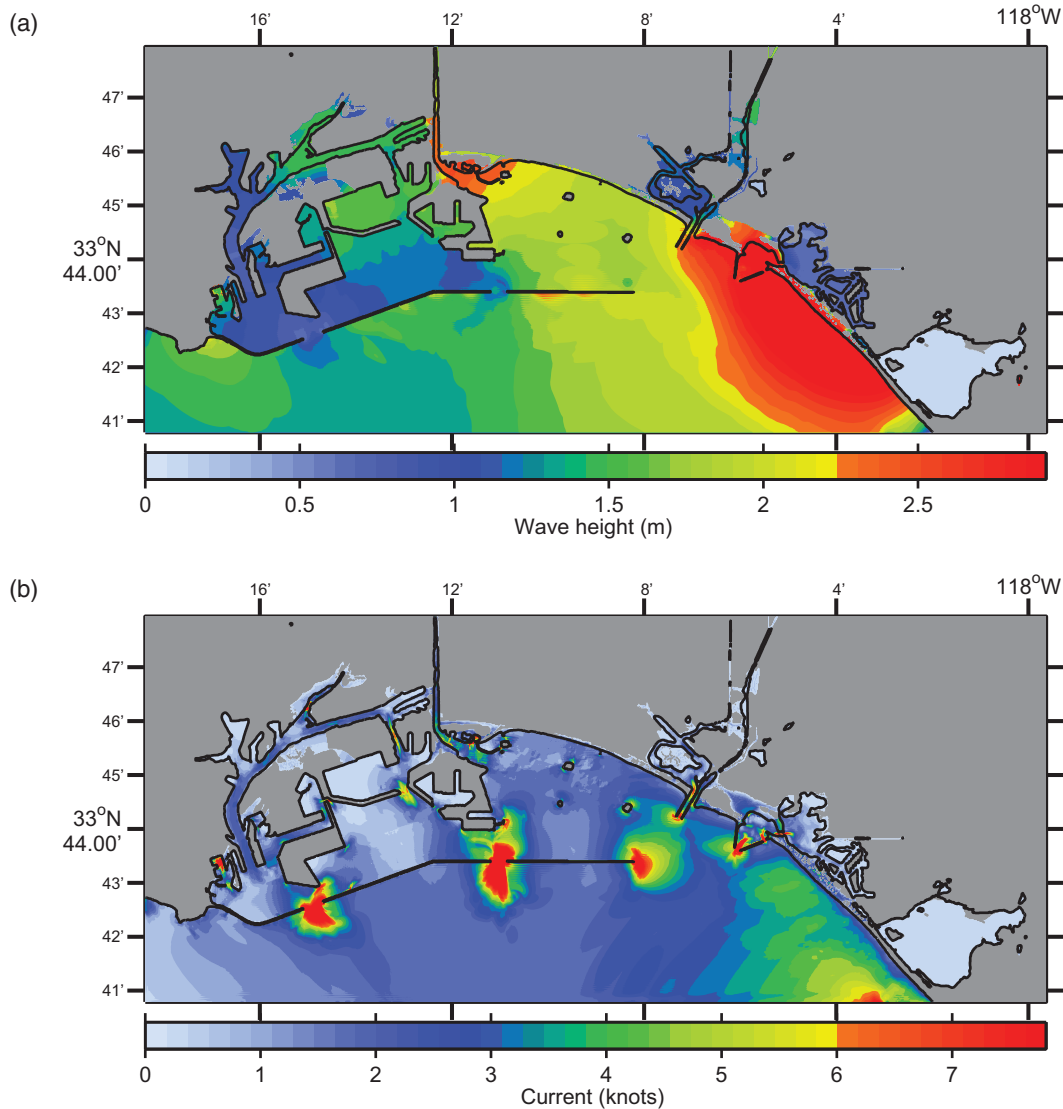 (a)
16’ 12’ 8’ 4’ 118°W
47’
46’
45’
33°N
44.00’
43’
42’
41’
0 0.5 1 1.5 2 2.5
Wave height (m)
(b)
16’ 12’ 8’ 4’ 118°W
47’
46’
45’
33°N
44.00’
43’
42’
41’
0 1 2 3 4 5 6 7
Current (knots)